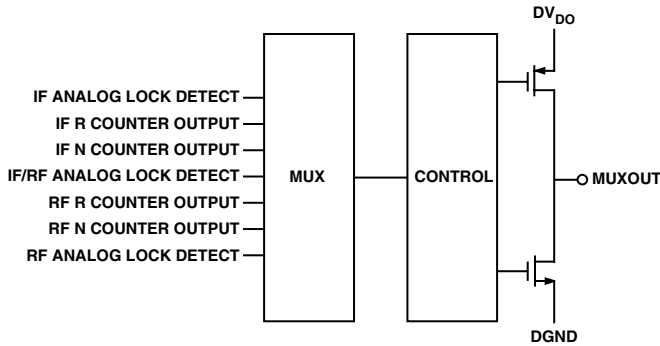 DVDO
IF ANALOG LOCK DETECT
IF R COUNTER OUTPUT
IF N COUNTER OUTPUT
IF/RF ANALOG LOCK DETECT
RF R COUNTER OUTPUT
RF N COUNTER OUTPUT
RF ANALOG LOCK DETECT
MUX
CONTROL
MUXOUT
DGND